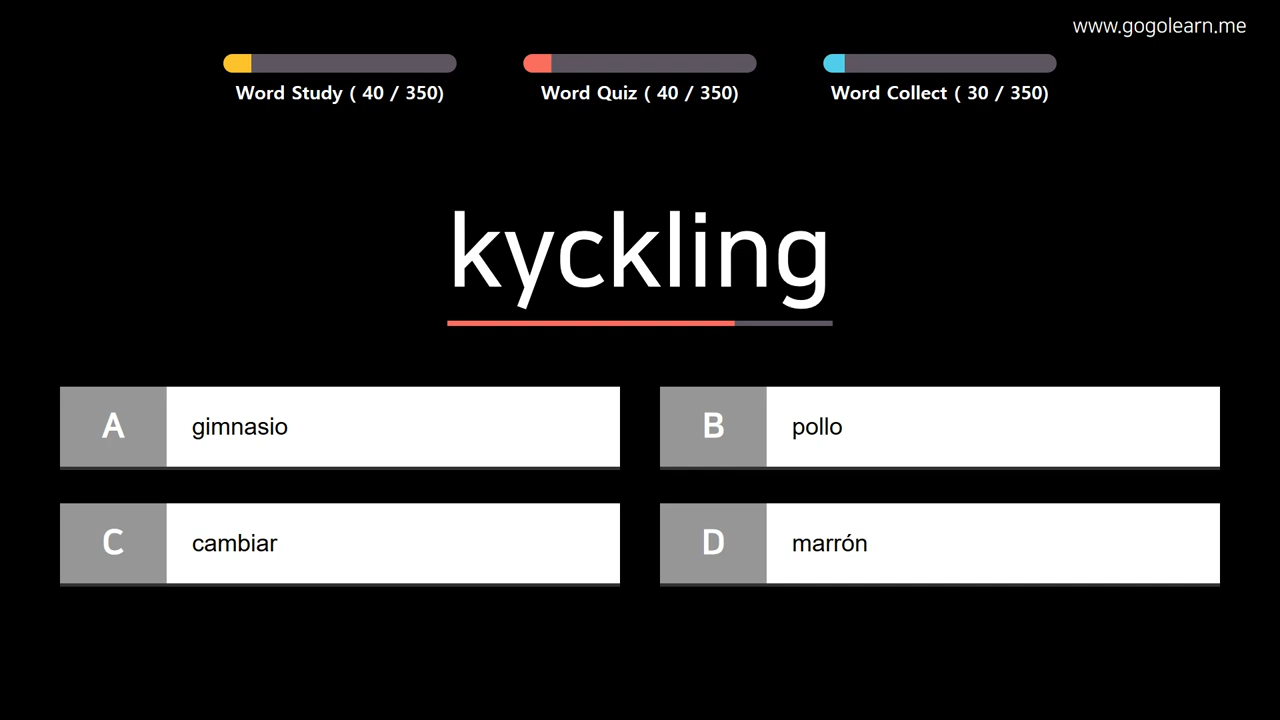 www.gogolearn.me
Word Study ( 40 / 350)
Word Quiz ( 40 / 350)
Word Collect ( 30 / 350)
kyckling
A gimnasio
B pollo
C cambiar
D marrón